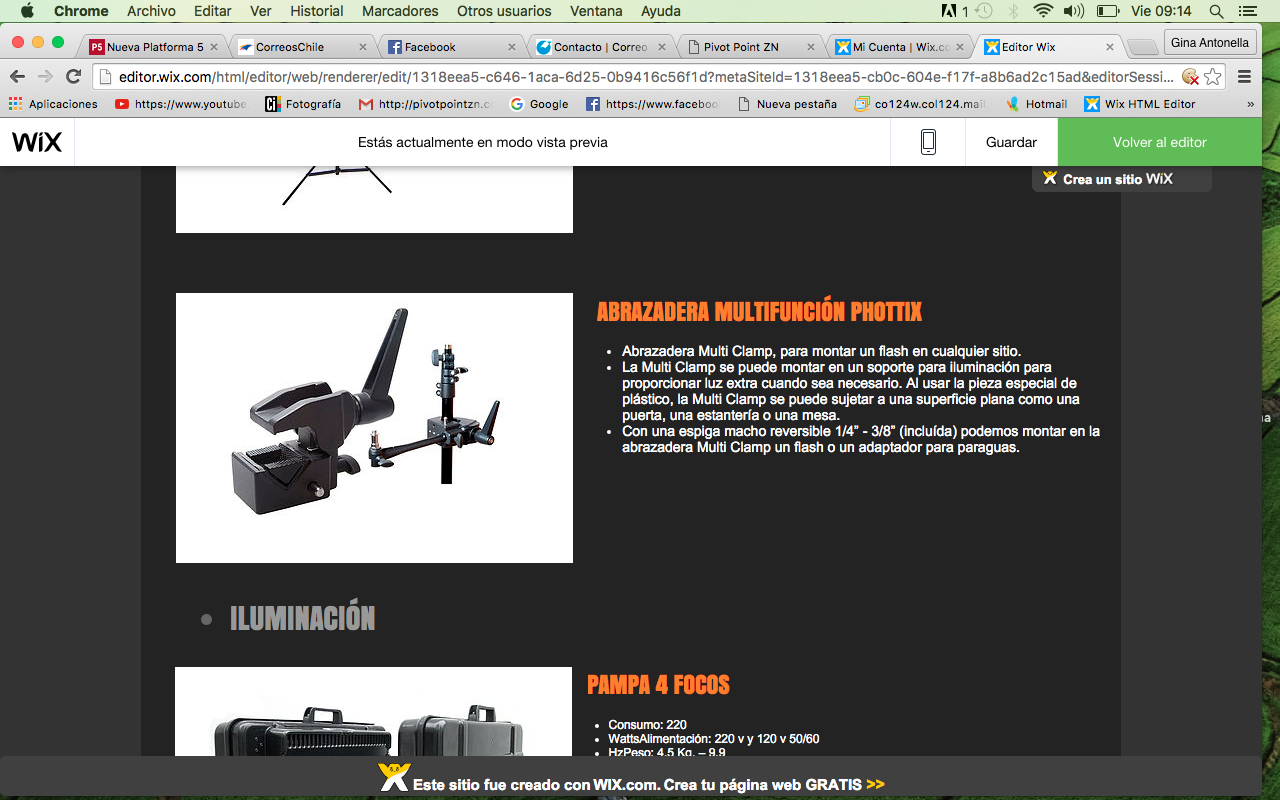 Chrome Archivo Editar Ver Historial Marcadores Otros usuarios Ventana Ayuda 1 Vie 09:14
P5 Nueva Platforma 5 CorreosChile Facebook Contacto | Correo Pivot Point ZN Mi Cuenta | Wix.co Editor Wix Gina Antonella
editor.wix.com/html/editor/web/renderer/edit/1318eea5-c646-1aca-6d25-0b9416c56f1d?metaSiteId=1318eea5-cb0c-604e-f17f-a8b6ad2c15ad&editorSessi...
Aplicaciones https://www.youtube Fotografía http://pivotpointzn.c Google https://www.faceboo Nueva pestaña co124w.col124.mail. Hotmail Wix HTML Editor »
WiX Estás actualmente en modo vista previa Guardar Volver al editor
Crea un sitio WiX
ABRAZADERA MULTIFUNCIÓN PHOTTIX
• Abrazadera Multi Clamp, para montar un flash en cualquier sitio.
• La Multi Clamp se puede montar en un soporte para iluminación para
proporcionar luz extra cuando sea necesario. Al usar la pieza especial de
plástico, la Multi Clamp se puede sujetar a una superficie plana como una
puerta, una estantería o una mesa.
• Con una espiga macho reversible 1/4” - 3/8” (incluída) podemos montar en la
abrazadera Multi Clamp un flash o un adaptador para paraguas.
• ILUMINACIÓN
PAMPA 4 FOCOS
• Consumo: 220
• WattsAlimentación: 220 v y 120 v 50/60
• HzPeso: 4.5 Kg. – 9.9
Este sitio fue creado con WIX.com. Crea tu página web GRATIS >>